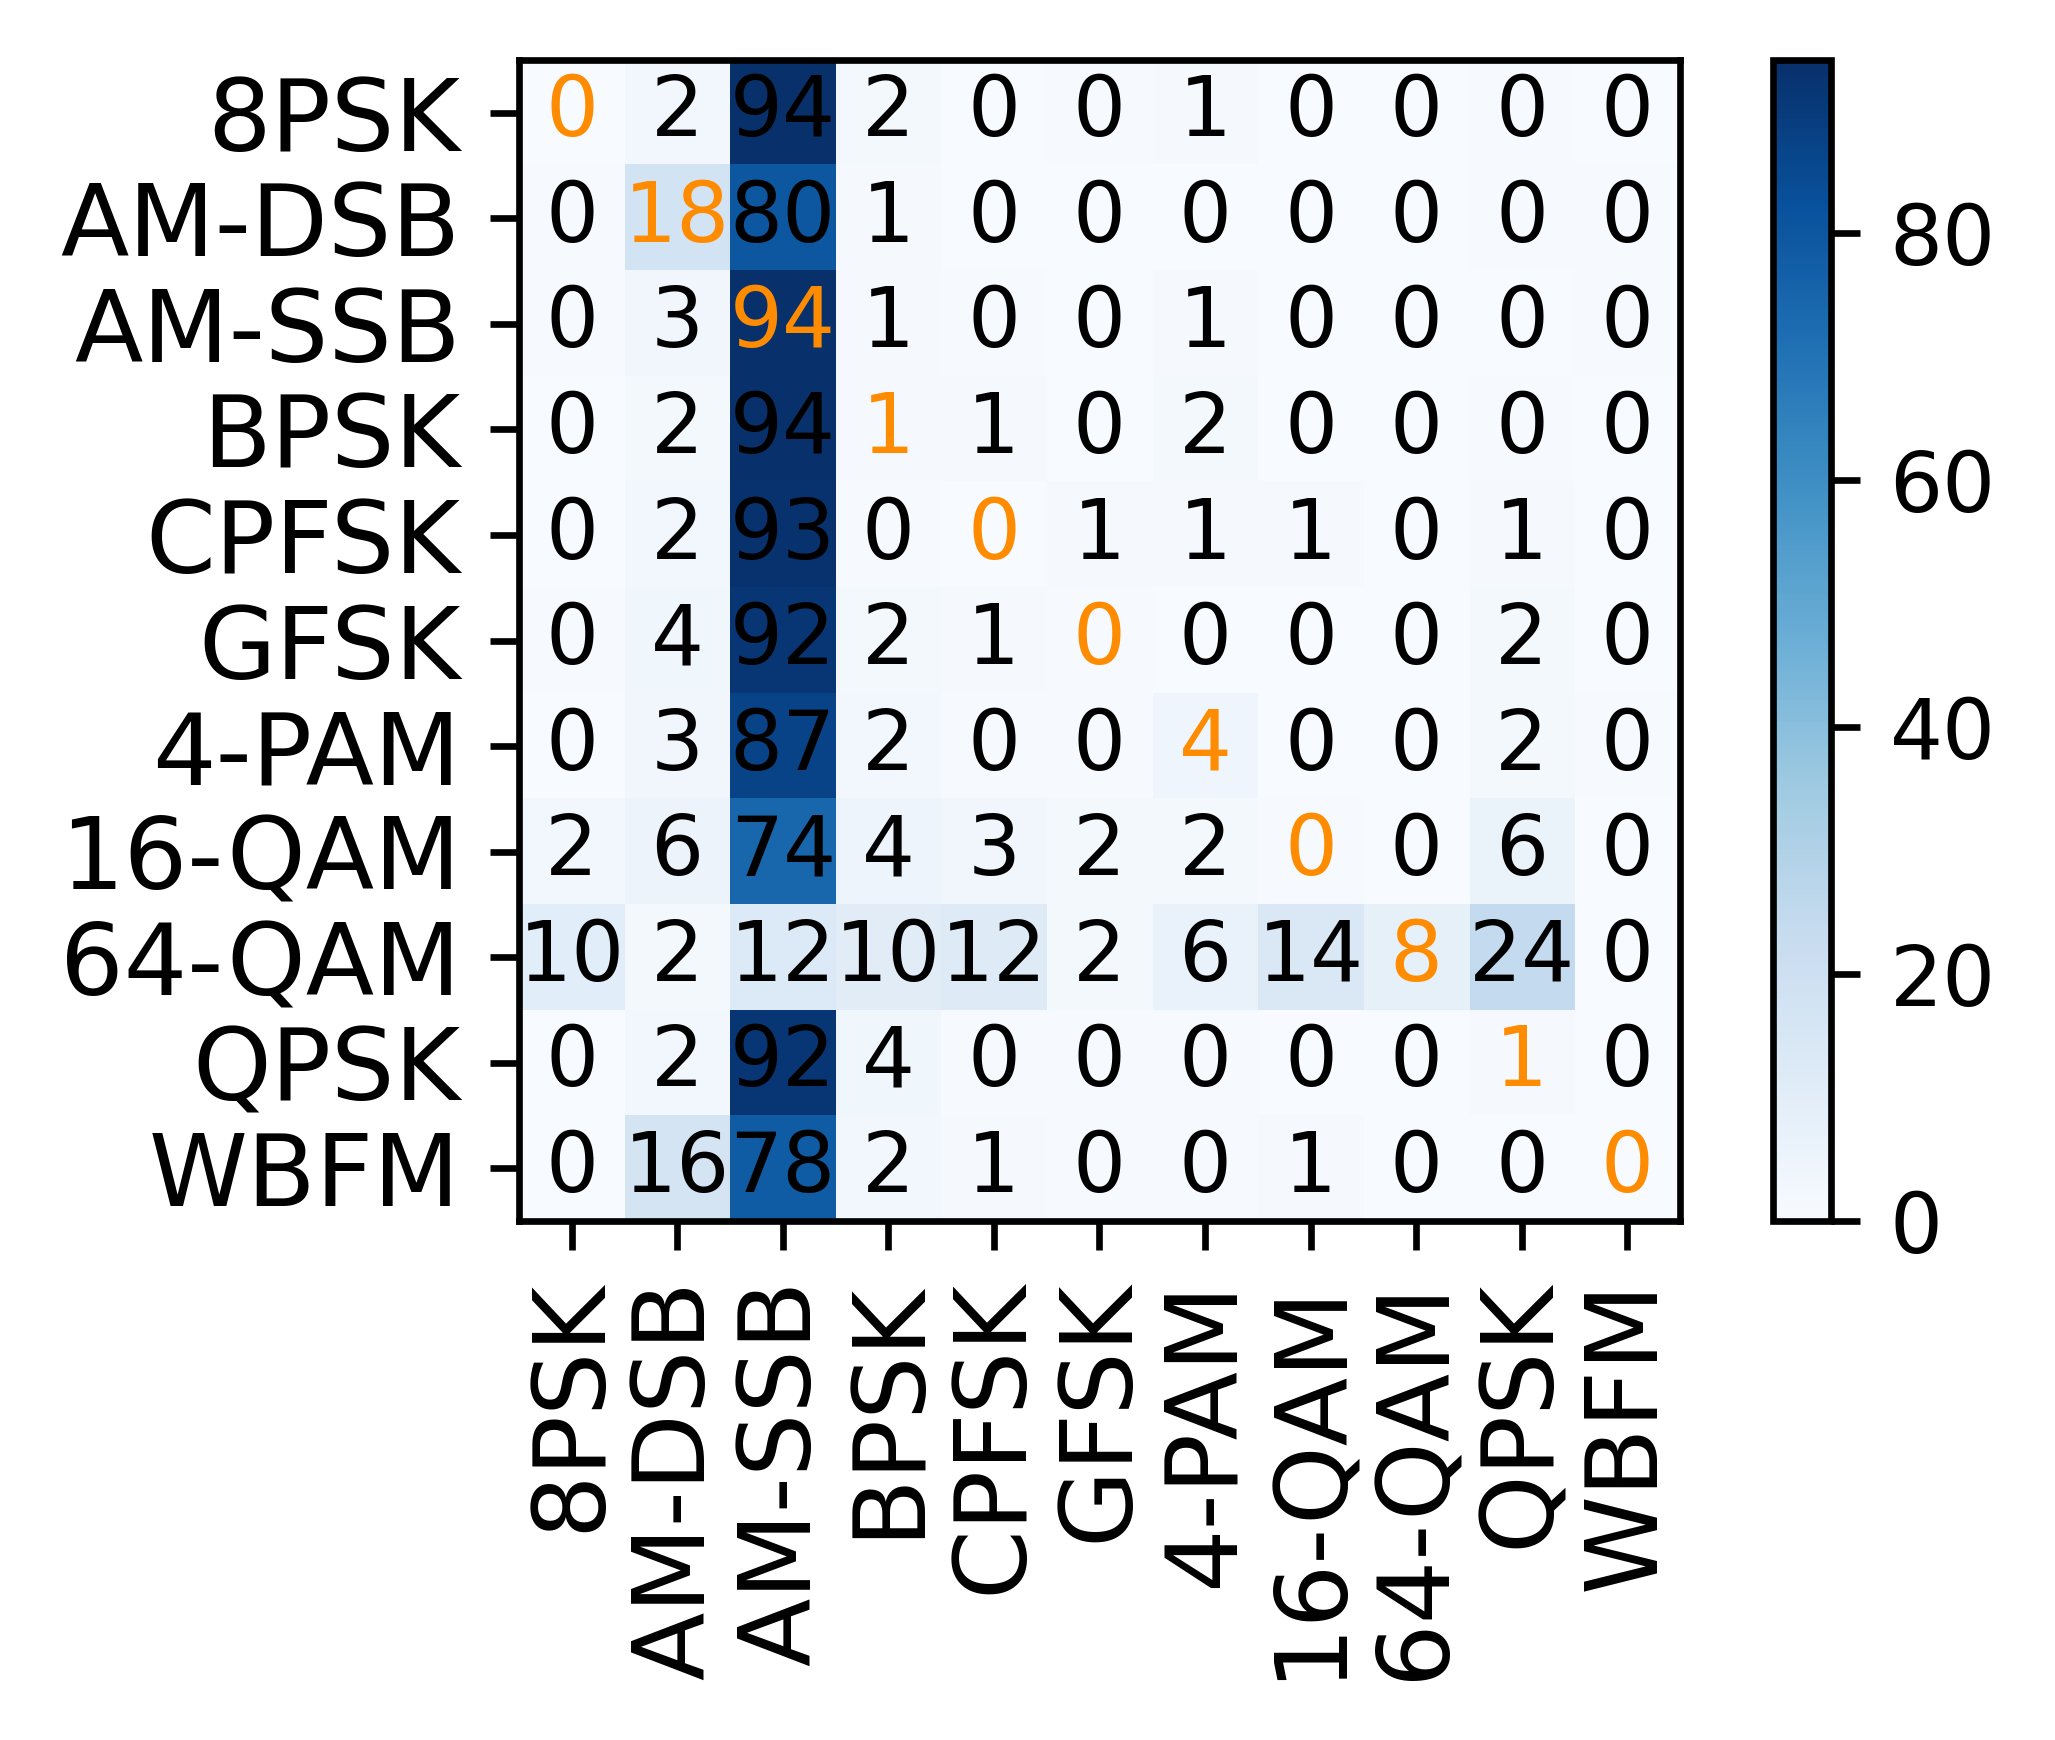 8PSK 0 2 94 2 0 0 1 0 0 0 0
AM-DSB 0 18 80 1 0 0 0 0 0 0 0
AM-SSB 0 3 94 1 0 0 1 0 0 0 0
BPSK 0 2 94 1 1 0 2 0 0 0 0
CPFSK 0 2 93 0 0 1 1 1 0 1 0
GFSK 0 4 92 2 1 0 0 0 0 2 0
4-PAM 0 3 87 2 0 0 4 0 0 2 0
16-QAM 2 6 74 4 3 2 2 0 0 6 0
64-QAM 10 2 12 10 12 2 6 14 8 24 0
QPSK 0 2 92 4 0 0 0 0 0 1 0
WBFM 0 16 78 2 1 0 0 1 0 0 0
8PSK
AM-DSB
AM-SSB
BPSK
CPFSK
GFSK
4-PAM
16-QAM
64-QAM
QPSK
WBFM
80
60
40
20
0